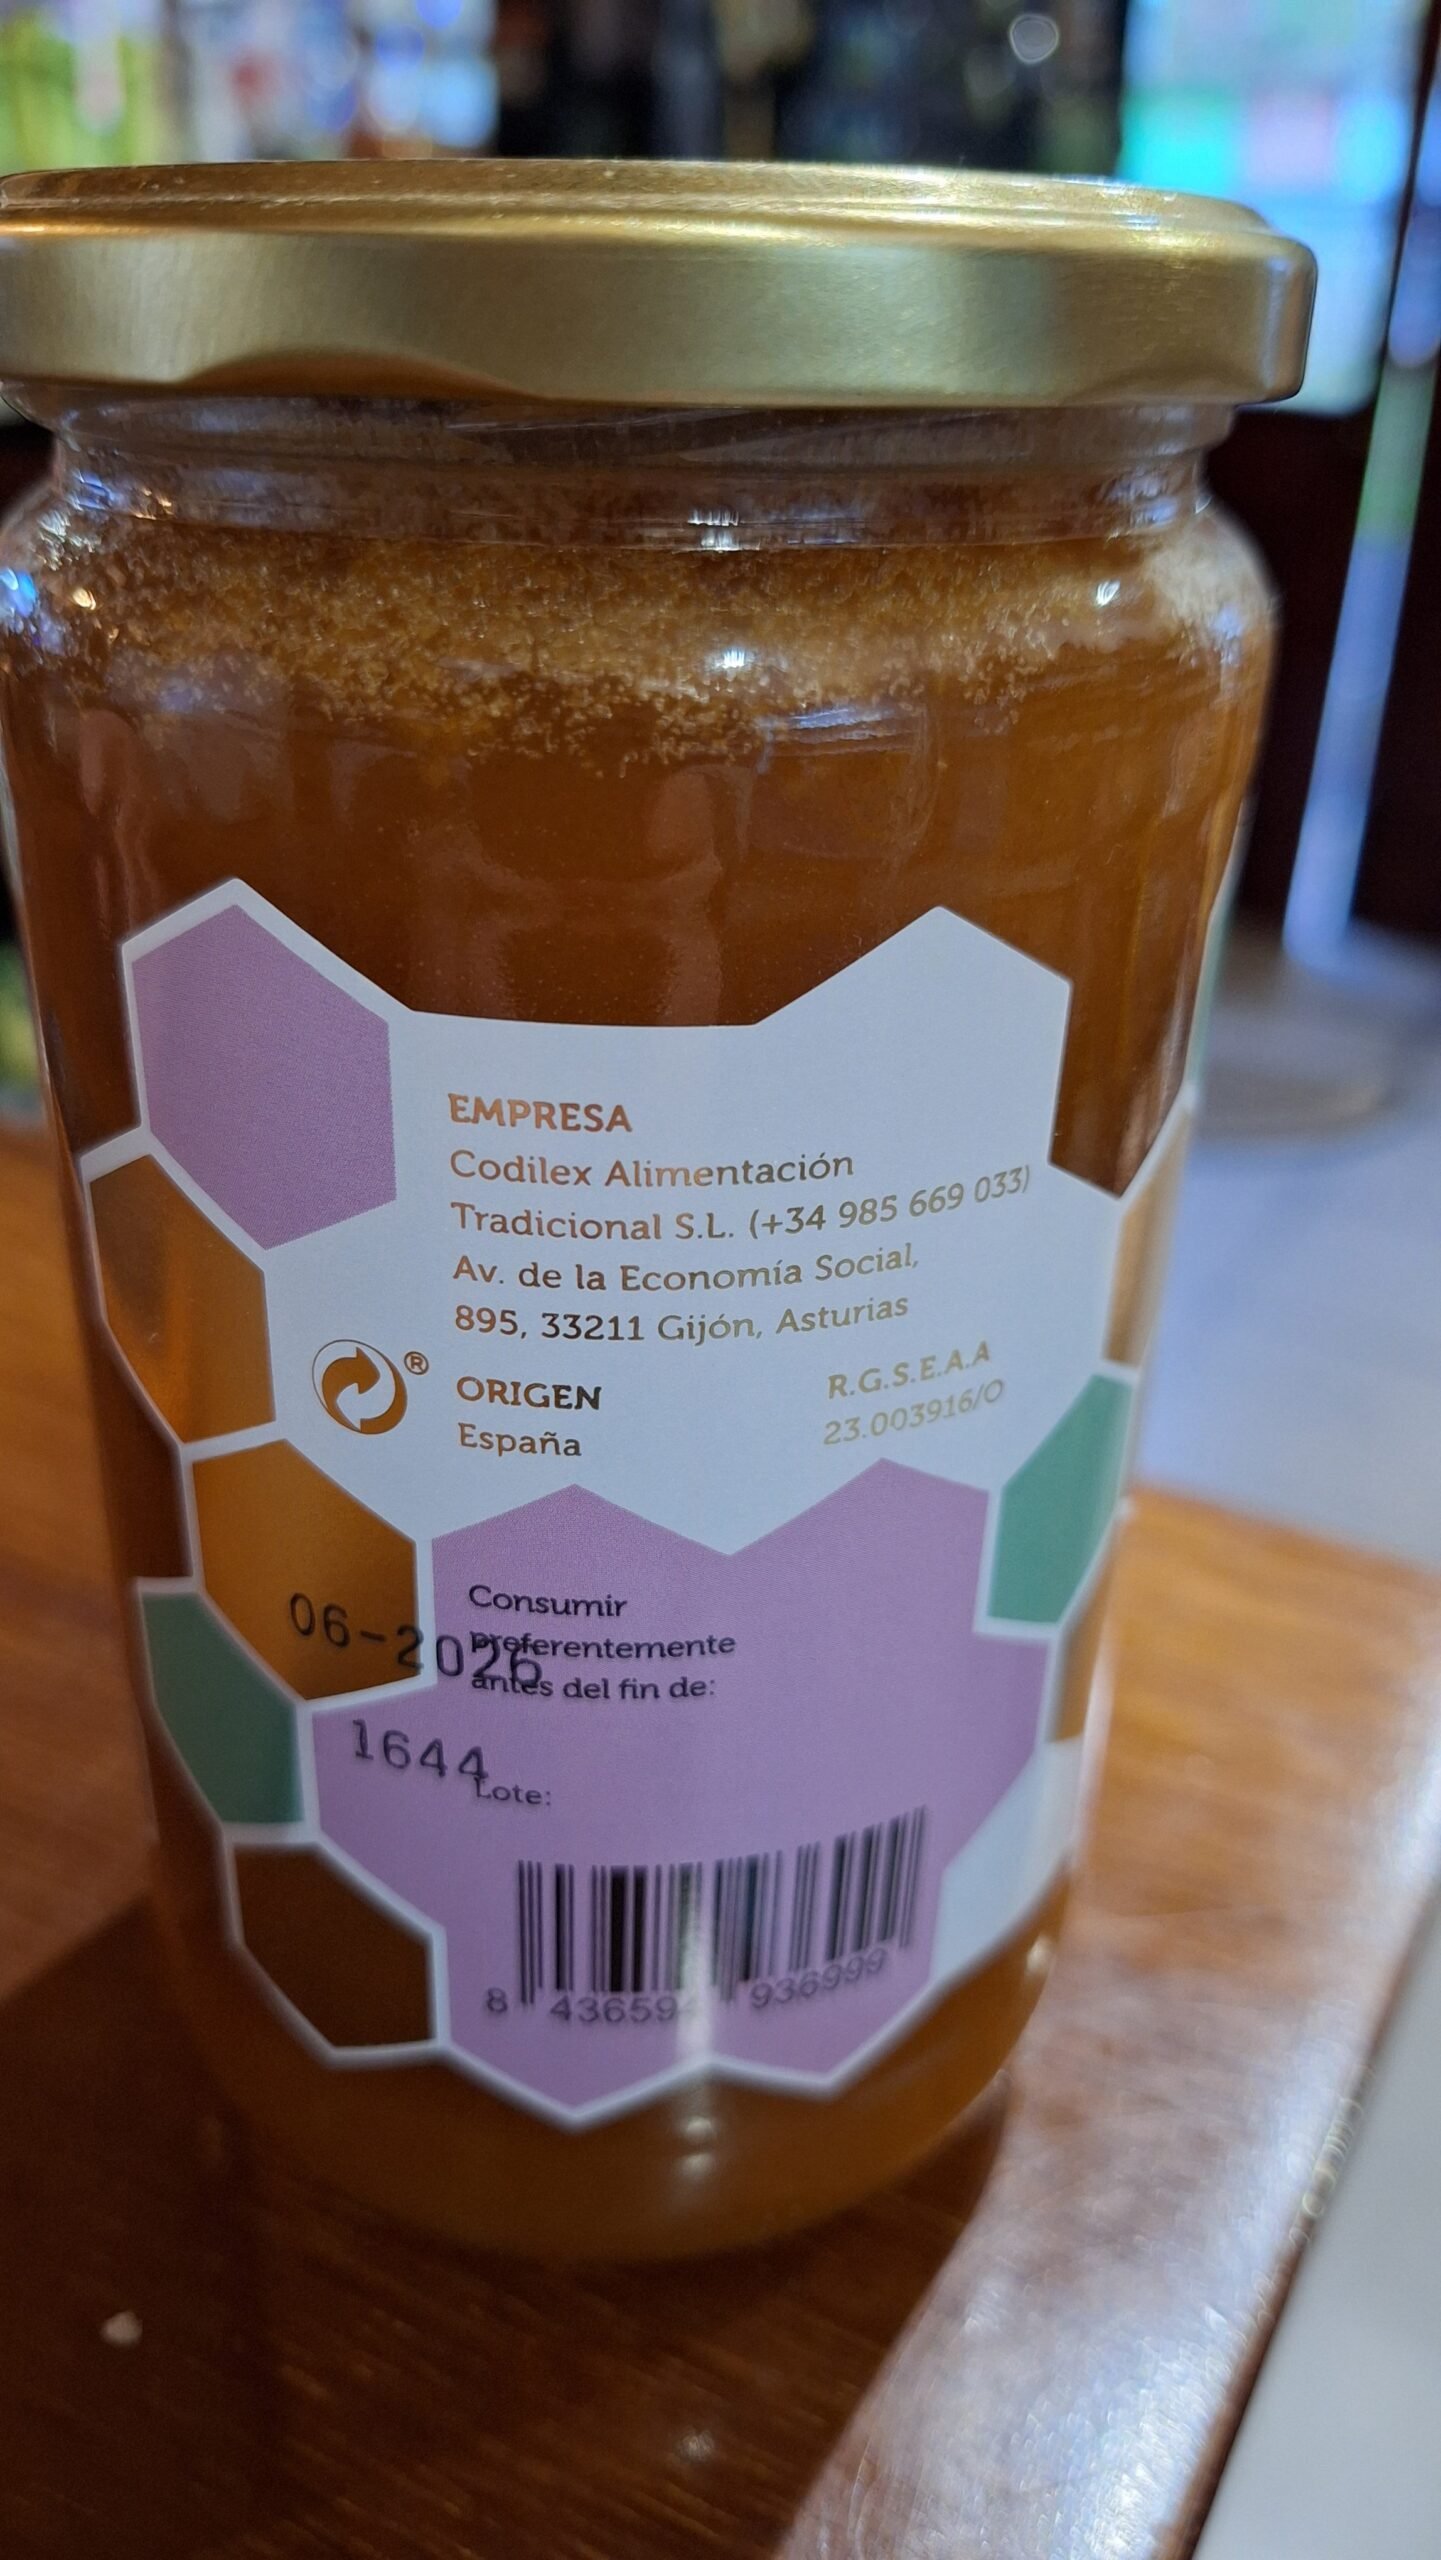 EMPRESA
Codilex Alimentación
Tradicional S.L. (+34 985 669 033)
Av. de la Economía Social,
895, 33211 Gijón, Asturias
®
ORIGEN
España
R.G.S.E.A.A
23.003916/O
Consumir
preferentemente
antes del fin de:
06-2026
1644
Lote:
8 436594 936999